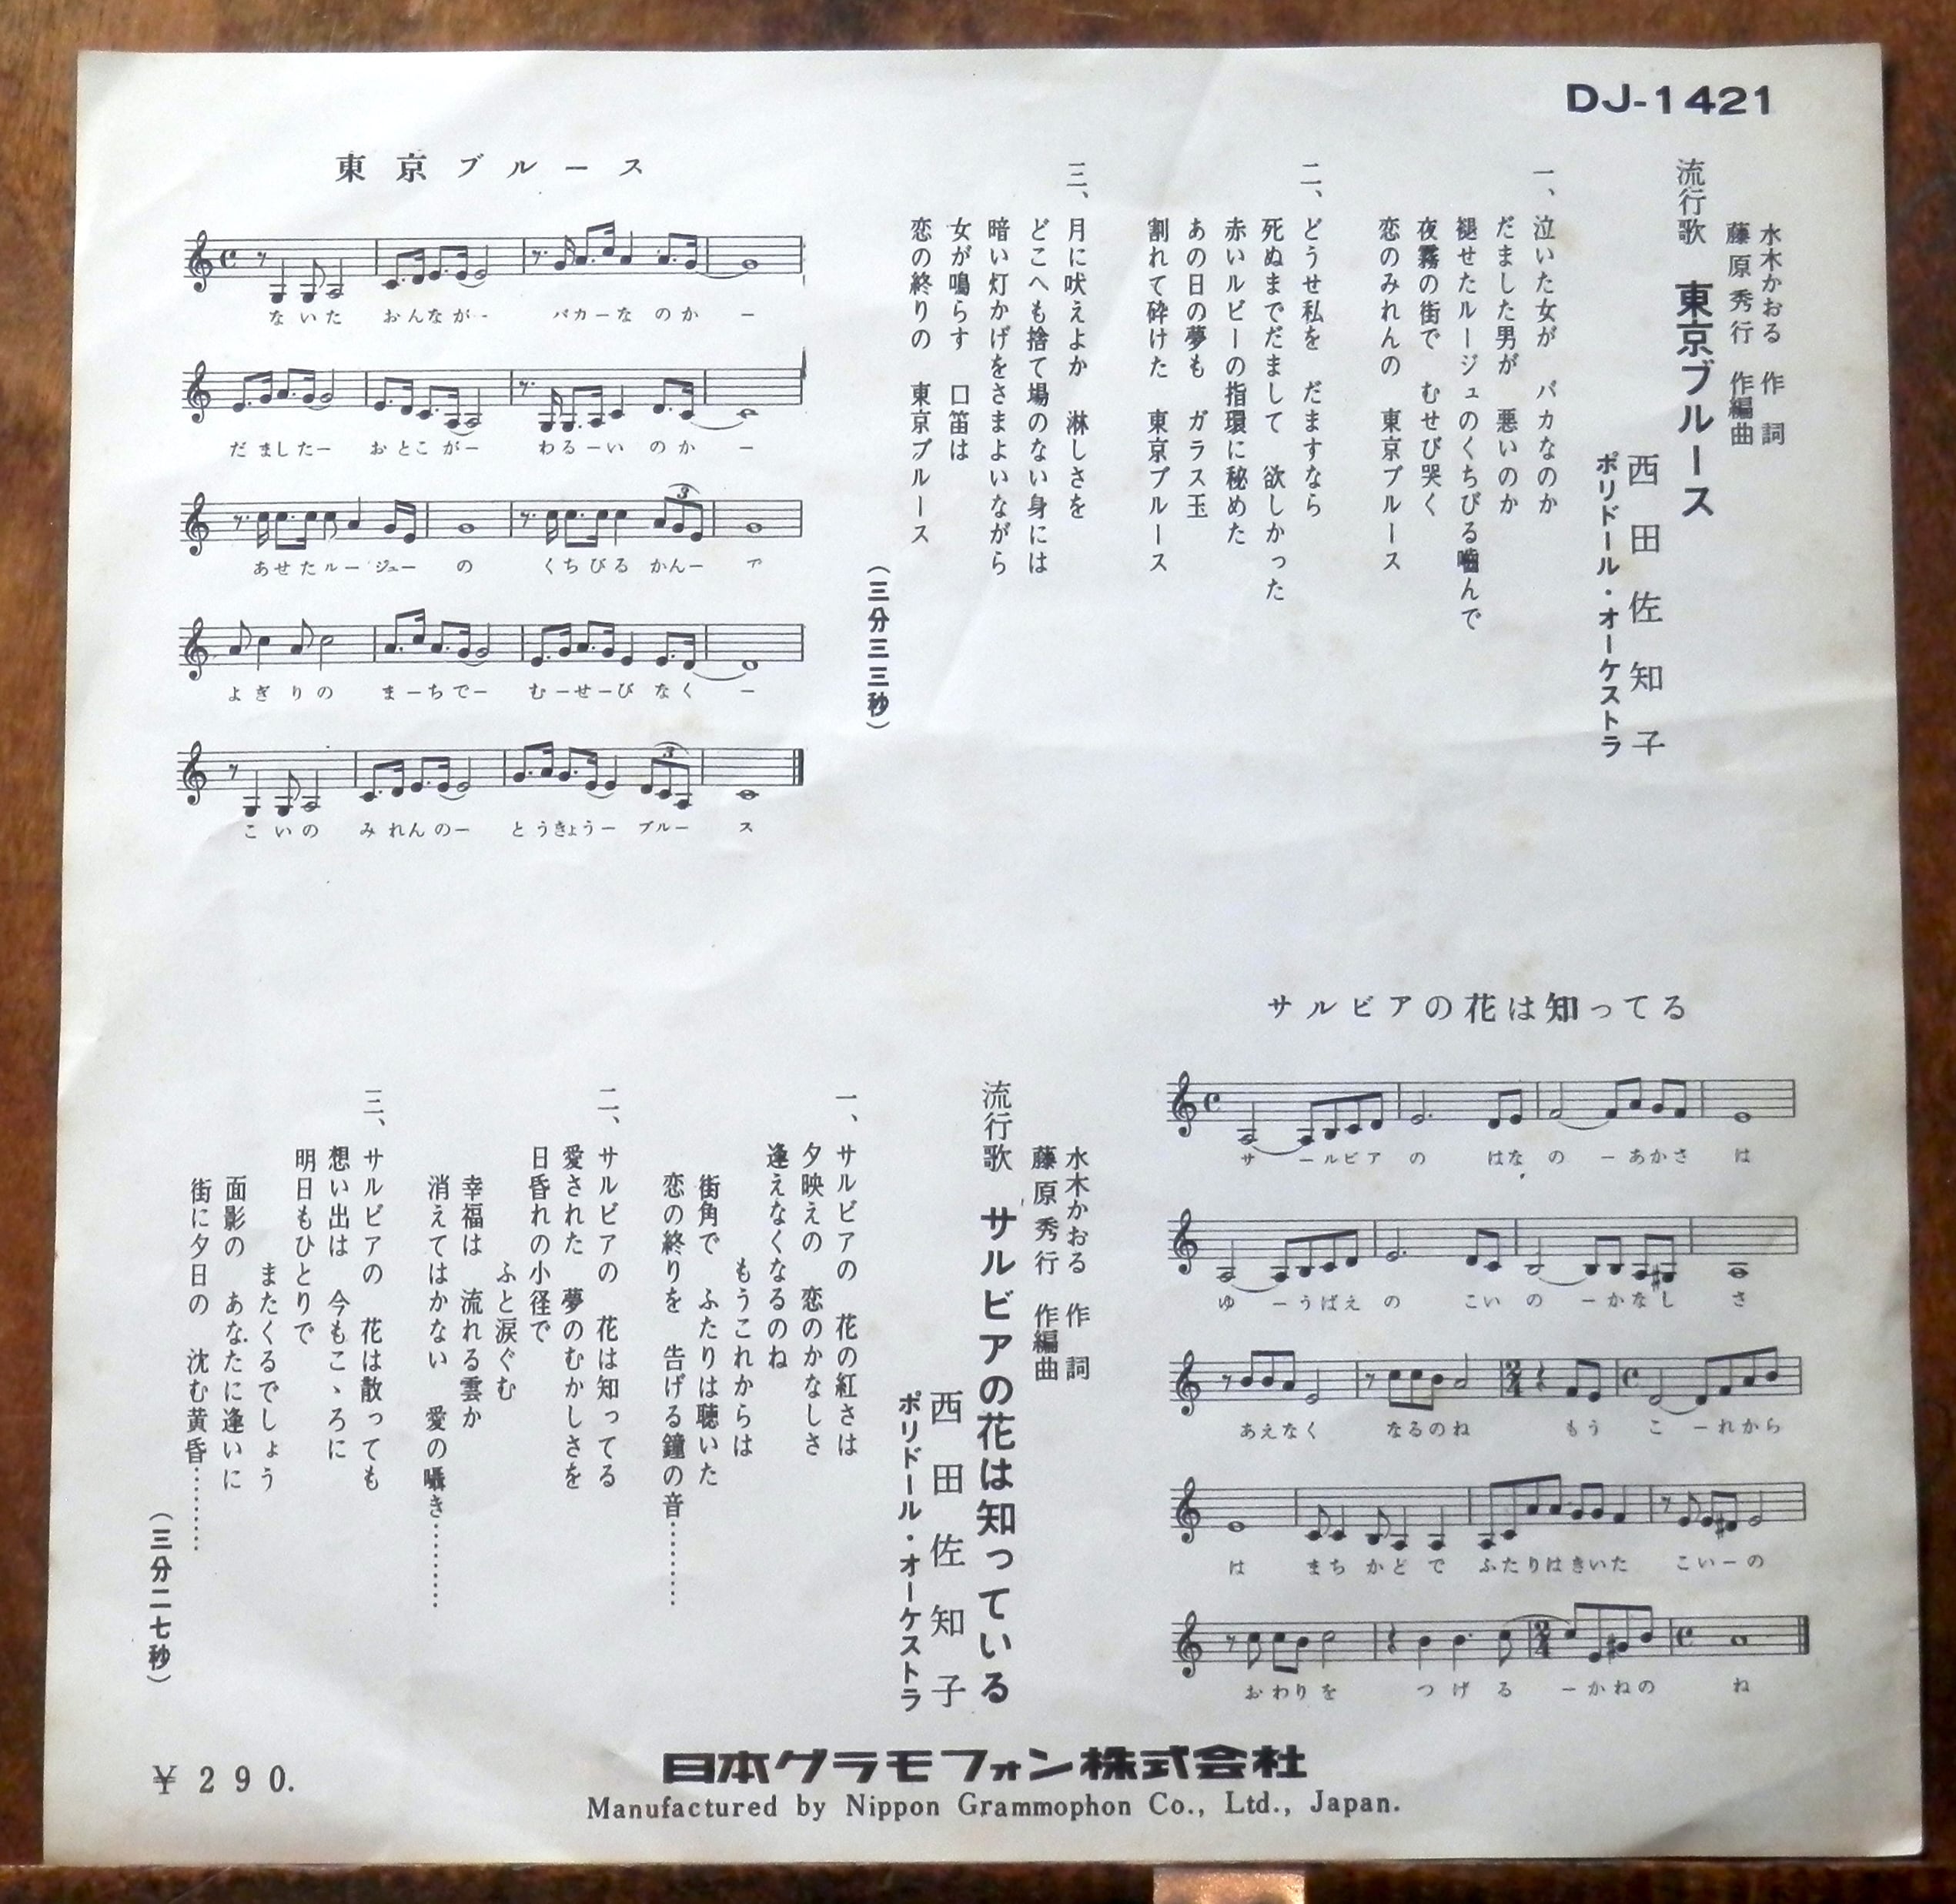 DJ-1421
水木かおる 作詞
藤原秀行 作編曲
流行歌 東京ブルース
西田佐知子
ポリドール・オーケストラ
一、泣いた女が バカなのか
だました男が 悪いのか
褪せたルージュのくちびる噛んで
夜霧の街で むせび哭く
恋のみれんの 東京ブルース
二、どうせ私を だますなら
死ぬまでだまして 欲しかった
赤いルビーの指環に秘めた
あの日の夢も ガラス玉
割れて砕けた 東京ブルース
三、月に吠えよか 淋しさを
どこへも捨て場のない身には
暗い灯かげをさまよいながら
女が鳴らす 口笛は
恋の終りの 東京ブルース
(三分三三秒)
東京ブルース
ないた おんなが- バカーな のか ー
だ ましたー おとこ がー わるーい のか ー
あせたルー ジューの くちびる かんー で
よぎ りの まーちでー むーせーび なく ー
こ いの み れん のー とうきょうー ブルー ス
サルビアの花は知ってる
サ ールビア の はな の ーあかさ は
ゆ ーうばえ の こい の ーかなし さ
あえなく なるのね もう こ ーれから
は まち かど で ふたりはきいた こいーの
おわりを つ げ る ーかねの ね
水木かおる 作詞
藤原秀行 作編曲
流行歌 サルビアの花は知っている
西田佐知子
ポリドール・オーケストラ
一、サルビアの 花の紅さは
夕映えの 恋のかなしさ
逢えなくなるのね
もうこれからは
街角で ふたりは聴いた
恋の終りを 告げる鐘の音………
二、サルビアの 花は知ってる
愛された 夢のむかしさを
日昏れの小径で
ふと涙ぐむ
幸福は 流れる雲か
消えてはかない 愛の囁き………
三、サルビアの 花は散っても
想い出は 今もこゝろに
明日もひとりで
またくるでしょう
面影の あなたに逢いに
街に夕日の 沈む黄昏………
(三分二七秒)
¥290.
日本グラモフォン株式会社
Manufactured by Nippon Grammophon Co., Ltd., Japan.